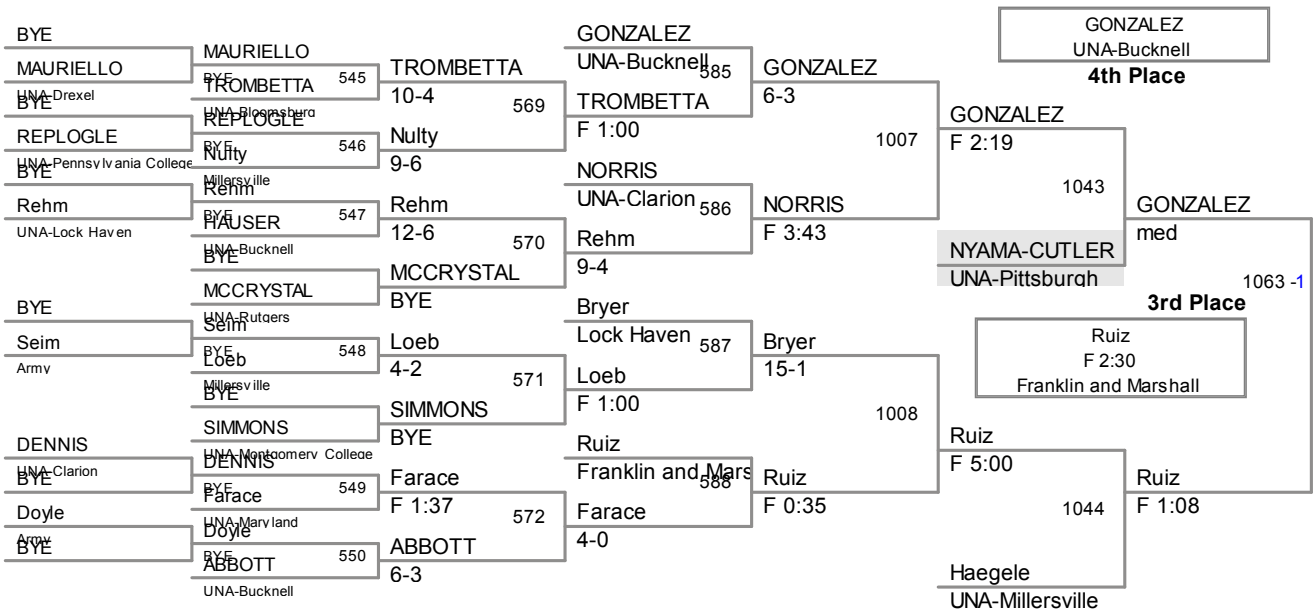 BYE
MAURIELLO
UNA-Drexel
BYE
REPLOGLE
UNA-Pennsylvania College
BYE
Rehm
UNA-Lock Haven
BYE
Seim
Army
DENNIS
UNA-Clarion
BYE
Doyle
Army
BYE
MAURIELLO
BYE 545
TROMBETTA
UNA-Bloomsburg
REPLOGLE
BYE 546
Nulty
Millersville
Rehm
BYE 547
HAUSER
UNA-Bucknell
BYE
MCCRYSTAL
UNA-Rutgers
Seim
BYE 548
Loeb
Millersville
BYE
SIMMONS
UNA-Montgomery College
DENNIS
BYE 549
Farace
UNA-Maryland
Doyle
BYE 550
ABBOTT
UNA-Bucknell
TROMBETTA
10-4
569
Nulty
9-6
Rehm
12-6
570
MCCRYSTAL
BYE
Loeb
4-2
571
SIMMONS
BYE
Farace
F 1:37
572
ABBOTT
6-3
GONZALEZ
UNA-Bucknell 585
TROMBETTA
F 1:00
NORRIS
UNA-Clarion 586
Rehm
9-4
Bryer
Lock Haven 587
Loeb
F 1:00
Ruiz
Franklin and Mars 588
Farace
4-0
GONZALEZ
6-3
1007
NORRIS
F 3:43
Bryer
15-1
1008
Ruiz
F 0:35
GONZALEZ
F 2:19
1043
NYAMA-CUTLER
UNA-Pittsburgh
Ruiz
F 5:00
1044
Haegele
UNA-Millersville
GONZALEZ
med
1063 -1
Ruiz
F 1:08
GONZALEZ
UNA-Bucknell
4th Place
3rd Place
Ruiz
F 2:30
Franklin and Marshall